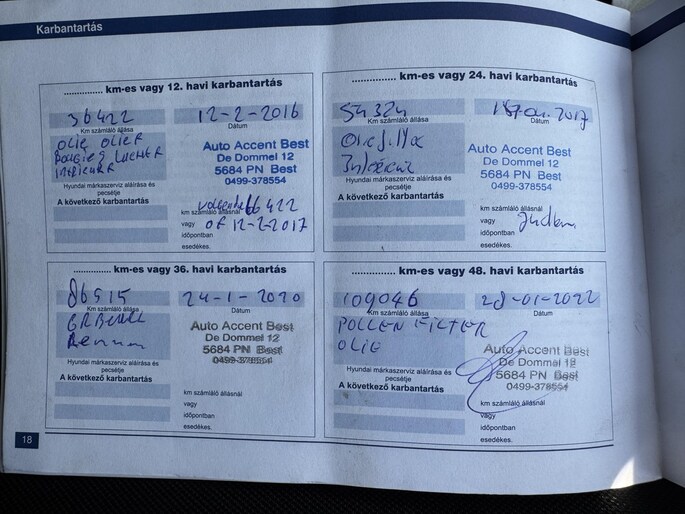 Karbantartás
............... km-es vagy 12. havi karbantartás
36422
12-2-2016
Km számláló állása
Dátum
OLIE OLIER
BOUGIES LUCHTER
INTERIEUR
Auto Accent Best
De Dommel 12
5684 PN Best
0499-378554
Hyundai márkaszerviz aláírása és
pecsétje
A következő karbantartás
66422
km számláló állásnál
vagy
of 12-2-2017
időpontban
esedékes.
............... km-es vagy 24. havi karbantartás
Km számláló állása
Dátum
Auto Accent Best
De Dommel 12
5684 PN Best
0499-378554
Hyundai márkaszerviz aláírása és
pecsétje
A következő karbantartás
km számláló állásnál
vagy
időpontban
esedékes.
............... km-es vagy 36. havi karbantartás
86515
24-1-2020
Km számláló állása
Dátum
Auto Accent Best
De Dommel 12
5684 PN Best
0499-378554
Hyundai márkaszerviz aláírása és
pecsétje
A következő karbantartás
km számláló állásnál
vagy
időpontban
esedékes.
............... km-es vagy 48. havi karbantartás
109046
28-01-2022
Km számláló állása
Dátum
POLLEN FILTER
OLIE
Auto Accent Best
De Dommel 12
5684 PN Best
0499-378554
Hyundai márkaszerviz aláírása és
pecsétje
A következő karbantartás
km számláló állásnál
vagy
időpontban
esedékes.
18